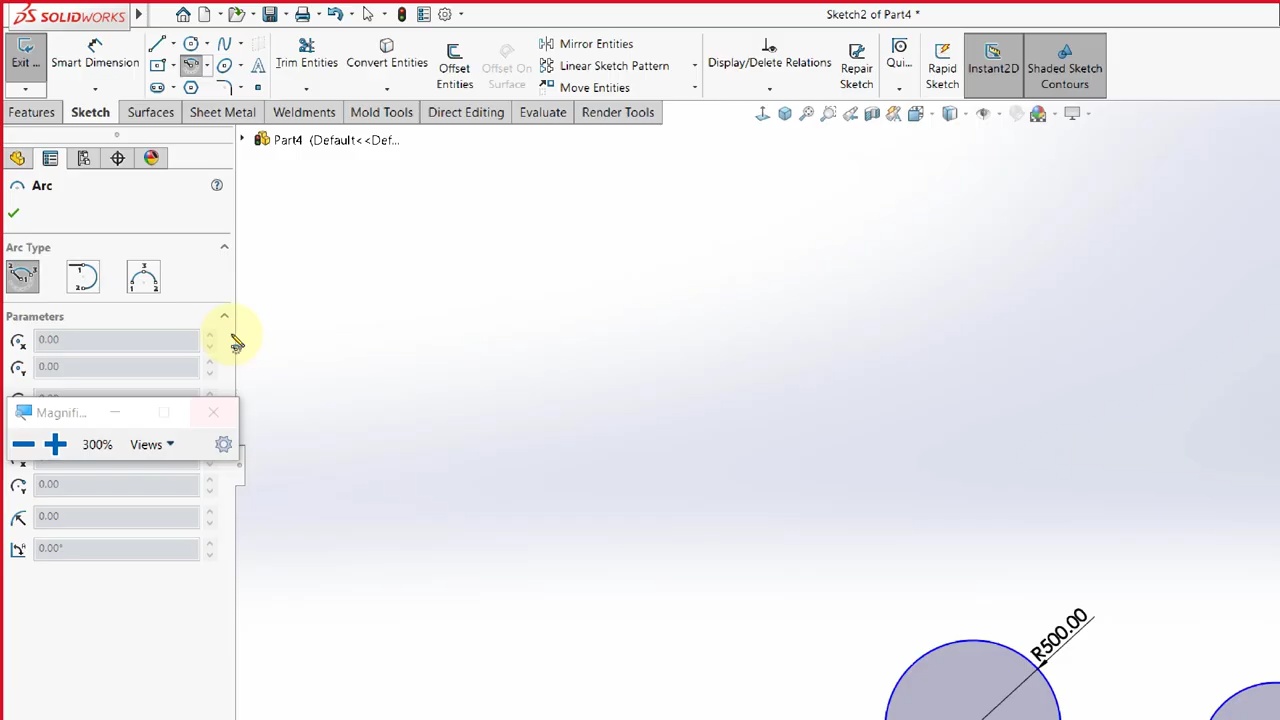 SOLIDWORKS
Sketch2 of Part4 *
Exit ...
Smart Dimension
Trim Entities
Convert Entities
Offset Entities
Offset On Surface
Mirror Entities
Linear Sketch Pattern
Move Entities
Display/Delete Relations
Repair Sketch
Qui...
Rapid Sketch
Instant2D
Shaded Sketch Contours
Features
Sketch
Surfaces
Sheet Metal
Weldments
Mold Tools
Direct Editing
Evaluate
Render Tools
Part4 (Default<<Def...
Arc
Arc Type
Parameters
0.00
0.00
Magnifi...
300%
Views
0.00
0.00
0.00°
R500.00